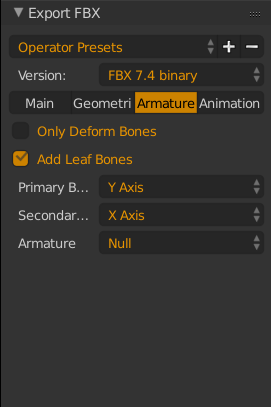 Export FBX
Operator Presets
Version: FBX 7.4 binary
Main Geometri Armature Animation
Only Deform Bones
Add Leaf Bones
Primary B... Y Axis
Secondar... X Axis
Armature Null